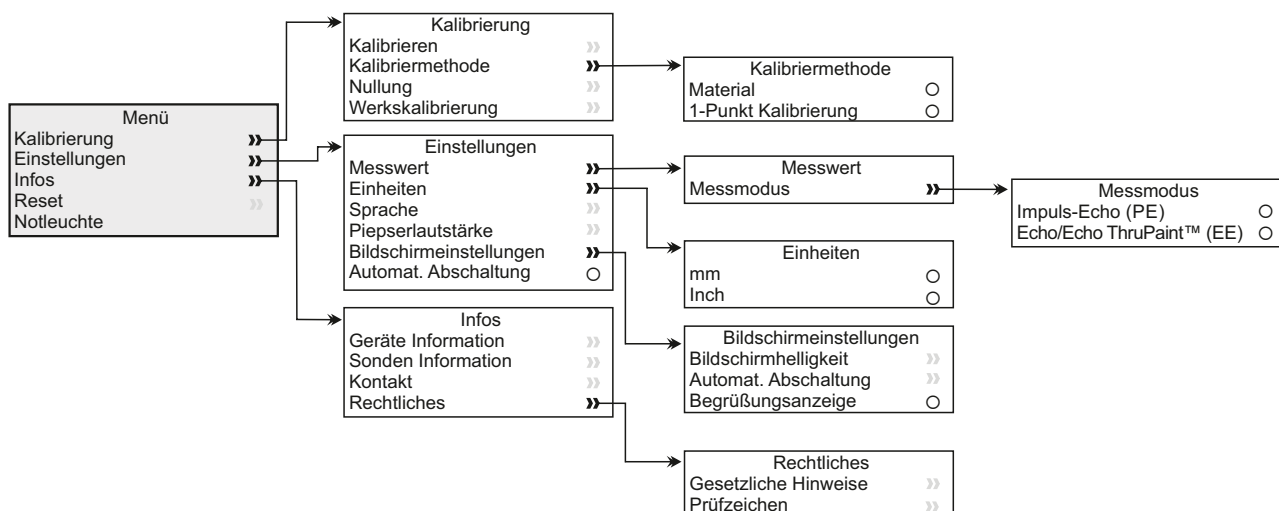 Menü
Kalibrierung
Einstellungen
Infos
Reset
Notleuchte
Kalibrierung
Kalibrieren
Kalibriermethode
Nullung
Werkskalibrierung
Einstellungen
Messwert
Einheiten
Sprache
Piepserlautstärke
Bildschirmeinstellungen
Automat. Abschaltung
Infos
Geräte Information
Sonden Information
Kontakt
Rechtliches
Kalibriermethode
Material
1-Punkt Kalibrierung
Messwert
Messmodus
Einheiten
mm
Inch
Bildschirmeinstellungen
Bildschirmhelligkeit
Automat. Abschaltung
Begrüßungsanzeige
Rechtliches
Gesetzliche Hinweise
Prüfzeichen
Messmodus
Impuls-Echo (PE)
Echo/Echo ThruPaint™ (EE)